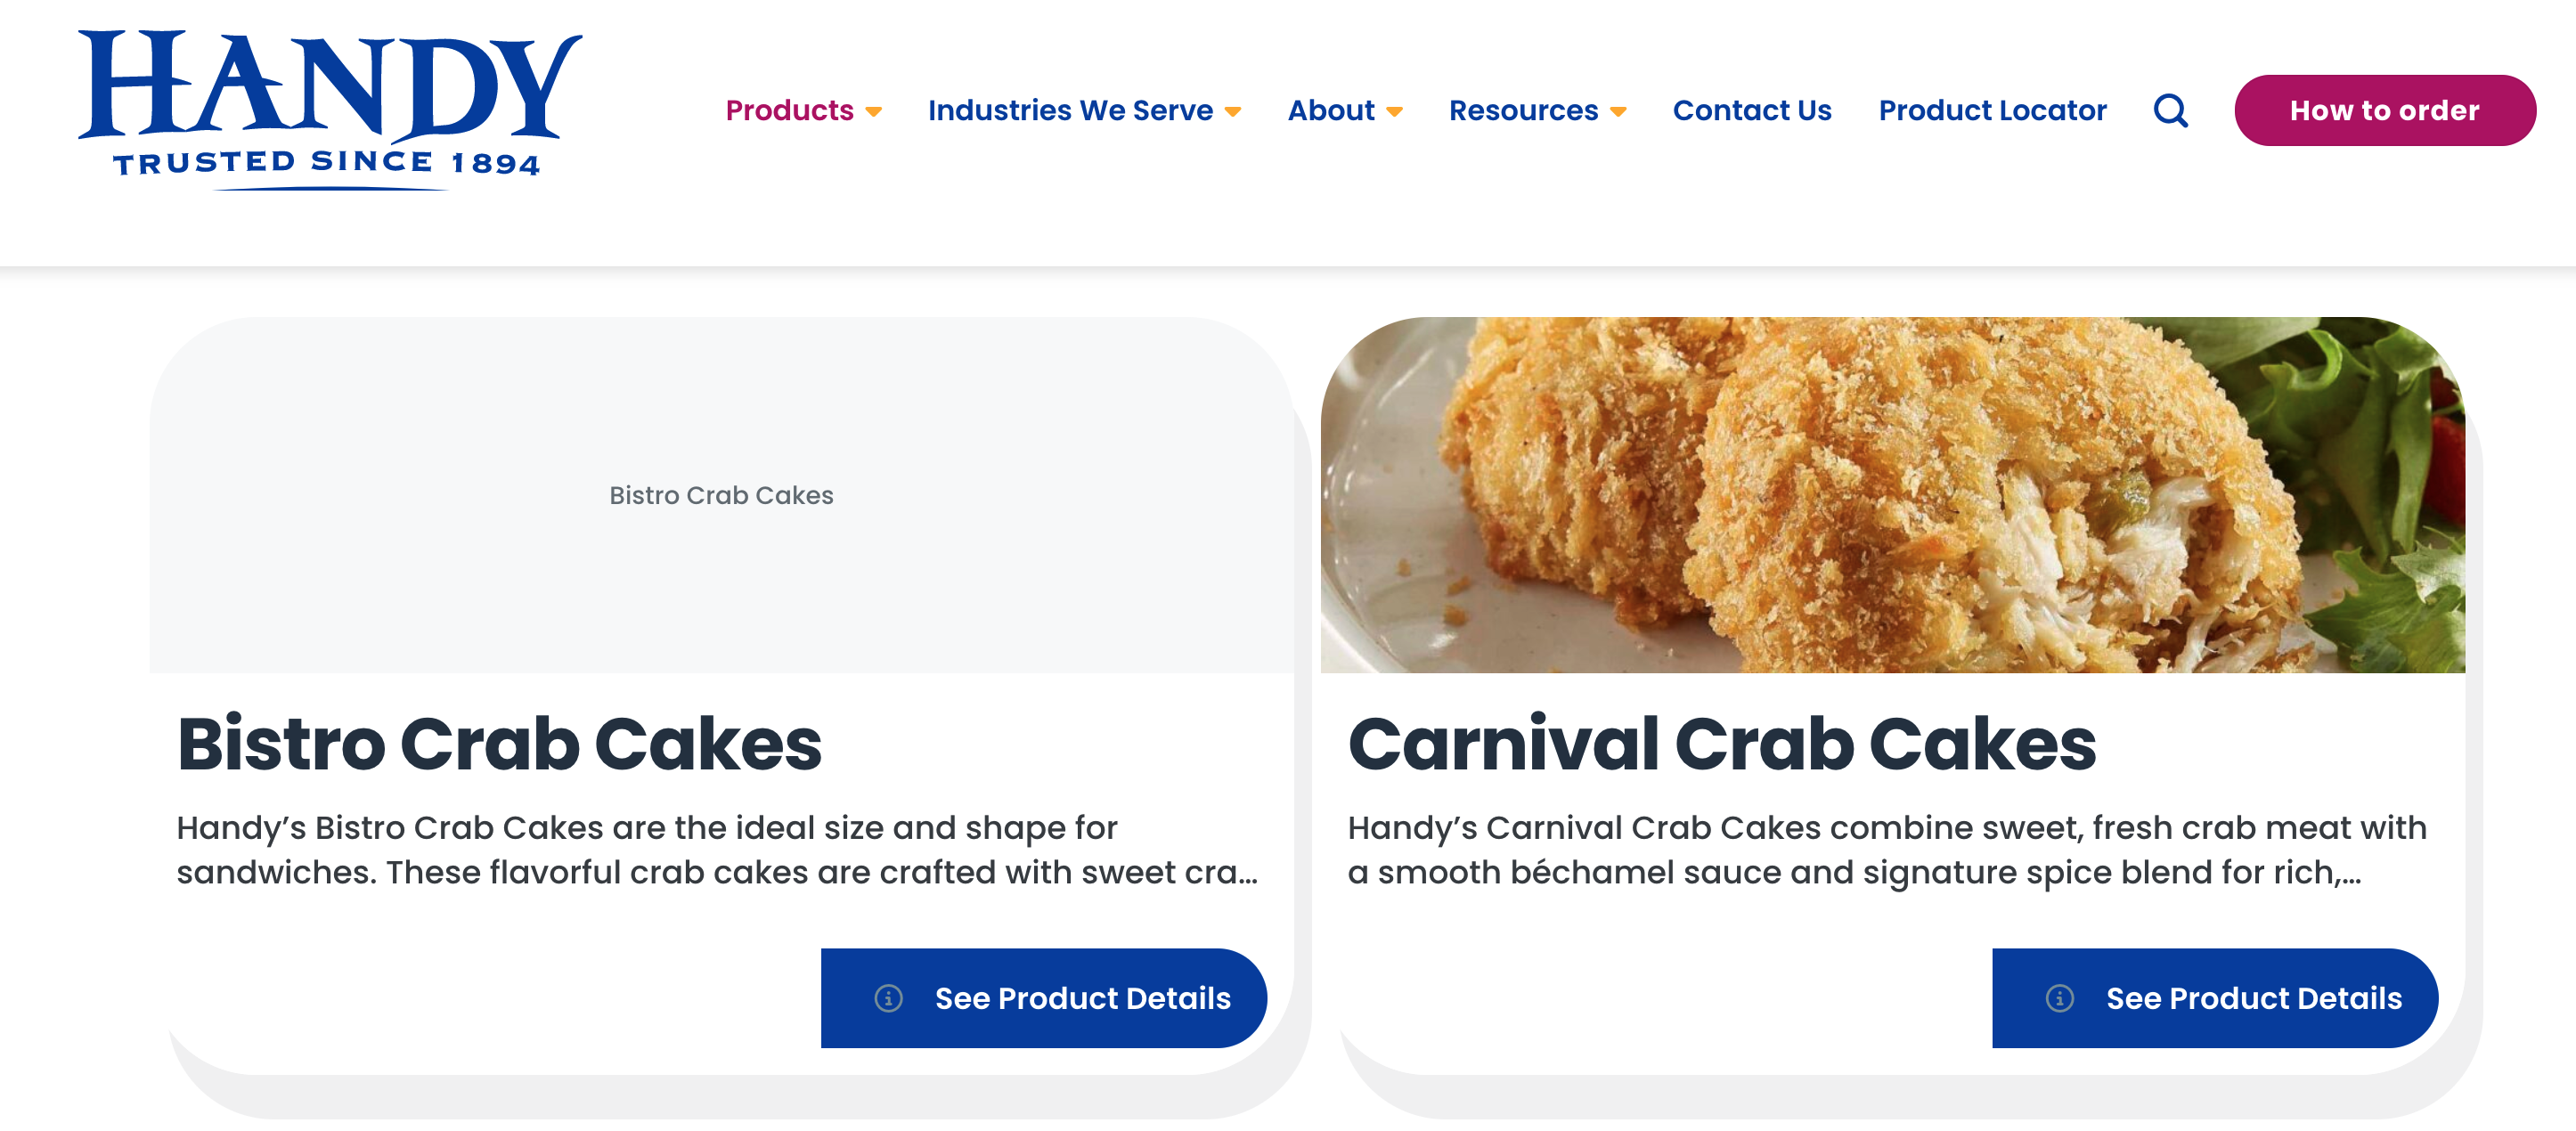 HANDY
TRUSTED SINCE 1894
Products
Industries We Serve
About
Resources
Contact Us
Product Locator
How to order
Bistro Crab Cakes
Bistro Crab Cakes
Handy’s Bistro Crab Cakes are the ideal size and shape for
sandwiches. These flavorful crab cakes are crafted with sweet cra...
See Product Details
Carnival Crab Cakes
Handy’s Carnival Crab Cakes combine sweet, fresh crab meat with
a smooth béchamel sauce and signature spice blend for rich,...
See Product Details